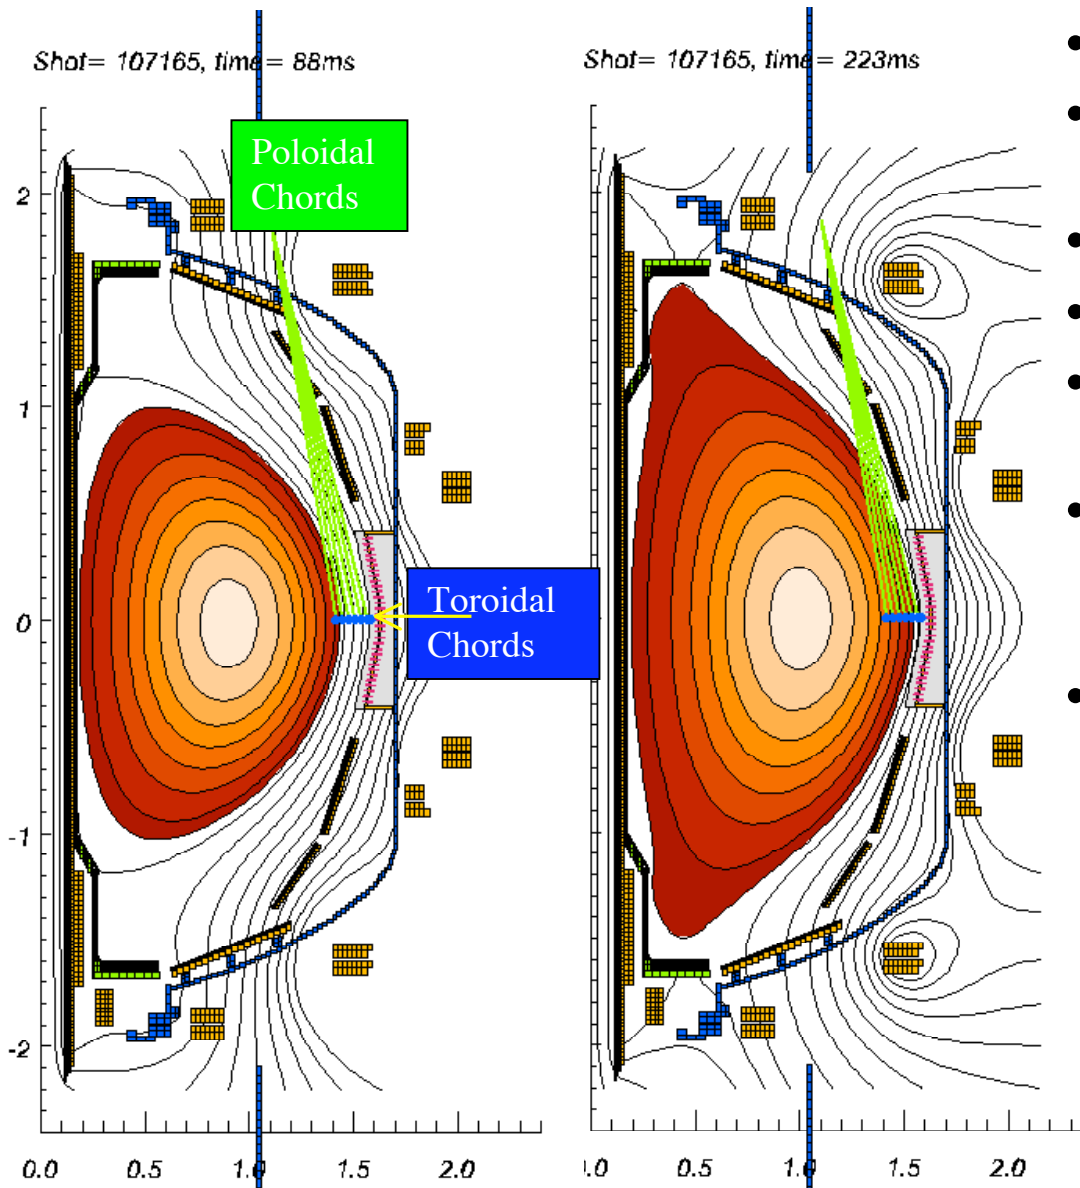 Shot= 107165, time= 88ms
Shot= 107165, time= 223ms
Poloidal
Chords
Toroidal
Chords
2
1
0
-1
-2
0.0 0.5 1.0 1.5 2.0
.0 0.5 1.0 1.5 2.0
•
•
•
•
•
•
•